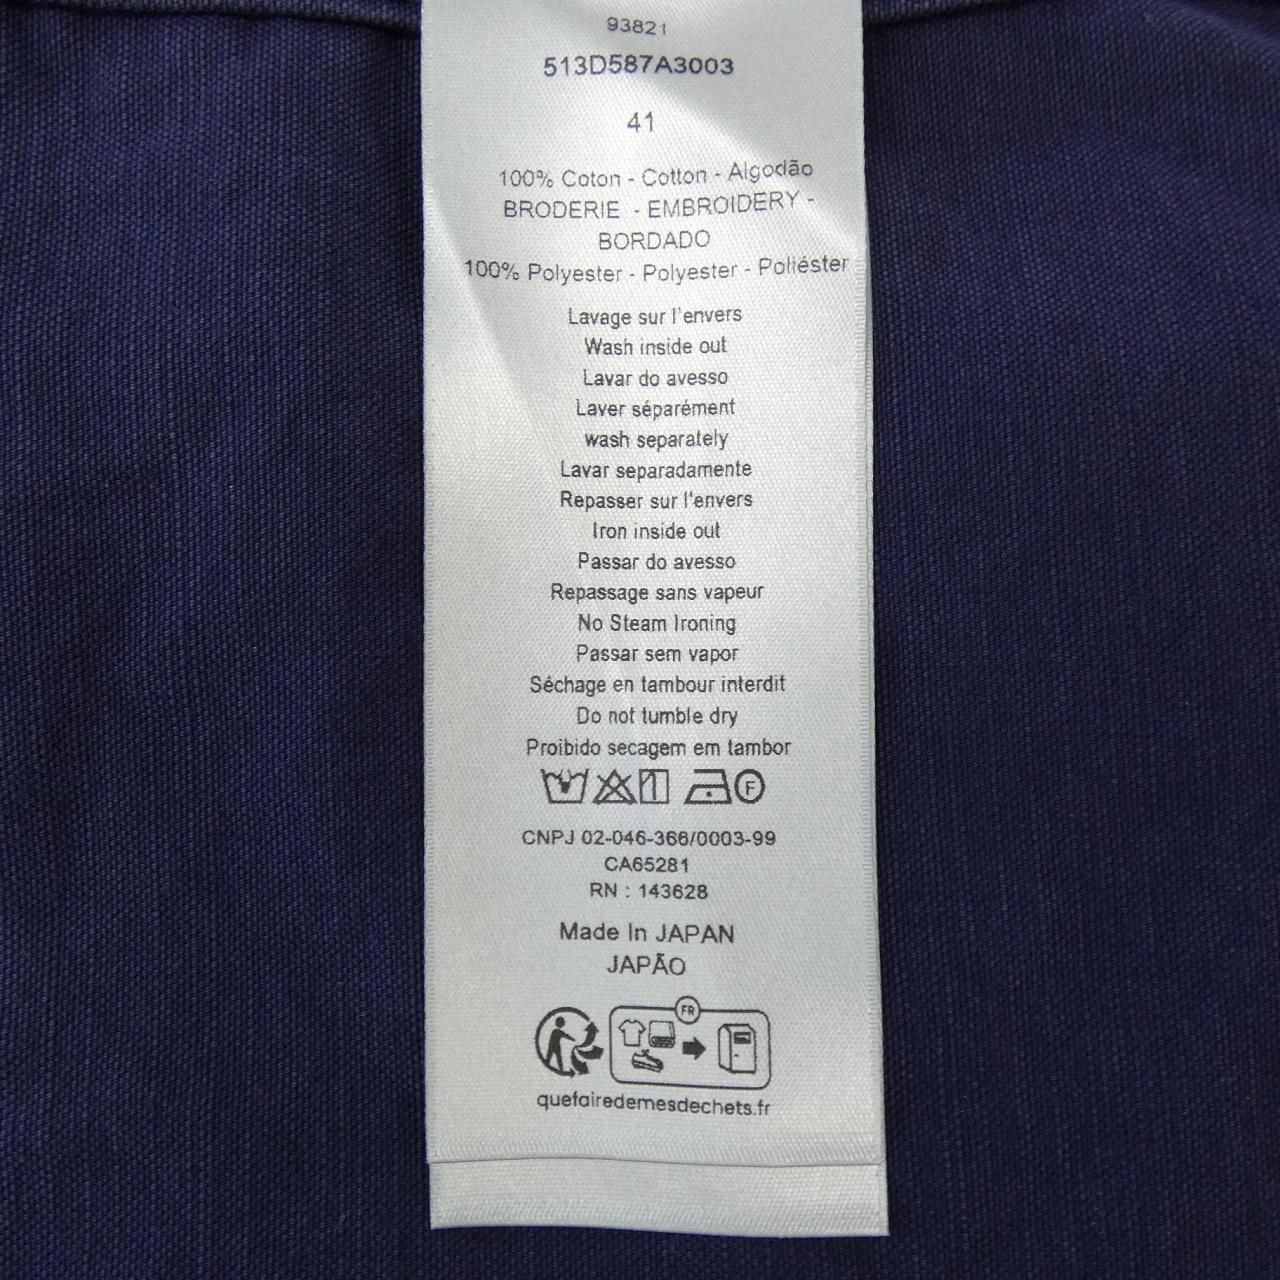 93821
513D587A3003
41
100% Coton - Cotton - Algodão
BRODERIE - EMBROIDERY -
BORDADO
100% Polyester - Polyester - Poliéster
Lavage sur l'envers
Wash inside out
Lavar do avesso
Laver séparément
wash separately
Lavar separadamente
Repasser sur l'envers
Iron inside out
Passar do avesso
Repassage sans vapeur
No Steam Ironing
Passar sem vapor
Séchage en tambour interdit
Do not tumble dry
Proibido secagem em tambor
F
CNPJ 02-046-366/0003-99
CA65281
RN : 143628
Made In JAPAN
JAPÃO
FR
quefairedemesdechets.fr